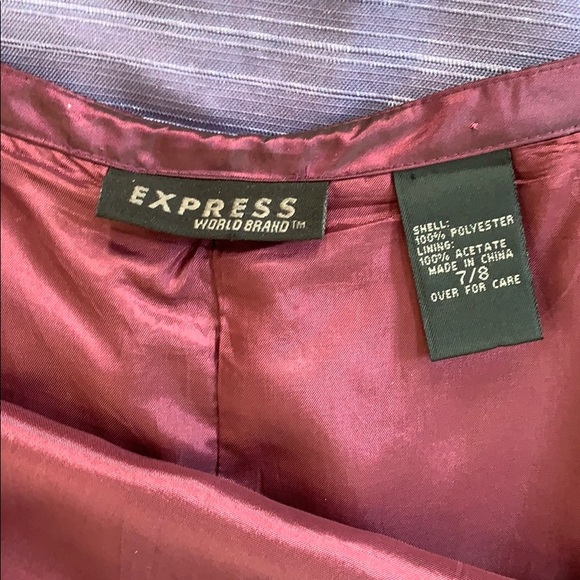 EXPRESS
WORLD BRAND™
SHELL:
100% POLYESTER
LINING:
100% ACETATE
MADE IN CHINA
7/8
OVER FOR CARE